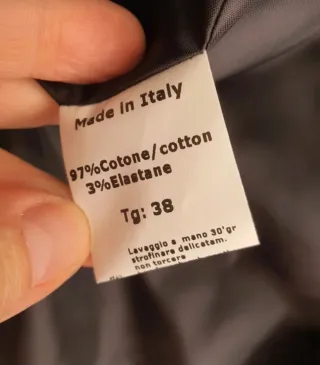 Made in Italy
97%Cotone/cotton
3%Elastane
Tg: 38
Lavaggio a mano 30°gr
strofinare delicatam.
non torcere